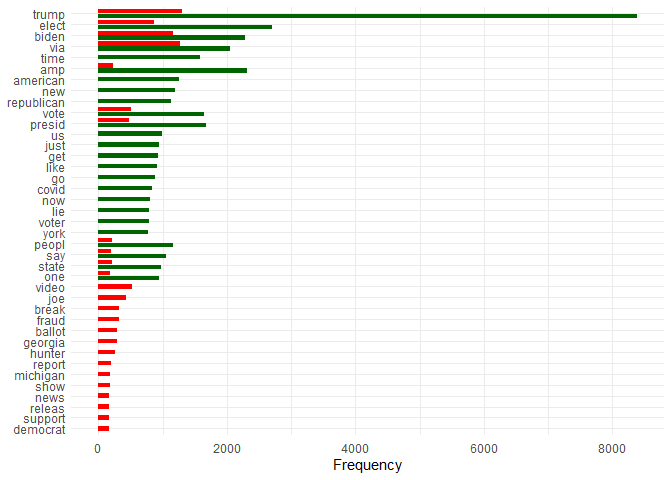 trump
elect
biden
via
time
amp
american
new
republican
vote
presid
us
just
get
like
go
covid
now
lie
voter
york
peopl
say
state
one
video
joe
break
fraud
ballot
georgia
hunter
report
michigan
show
news
releas
support
democrat
0 2000 4000 6000 8000
Frequency